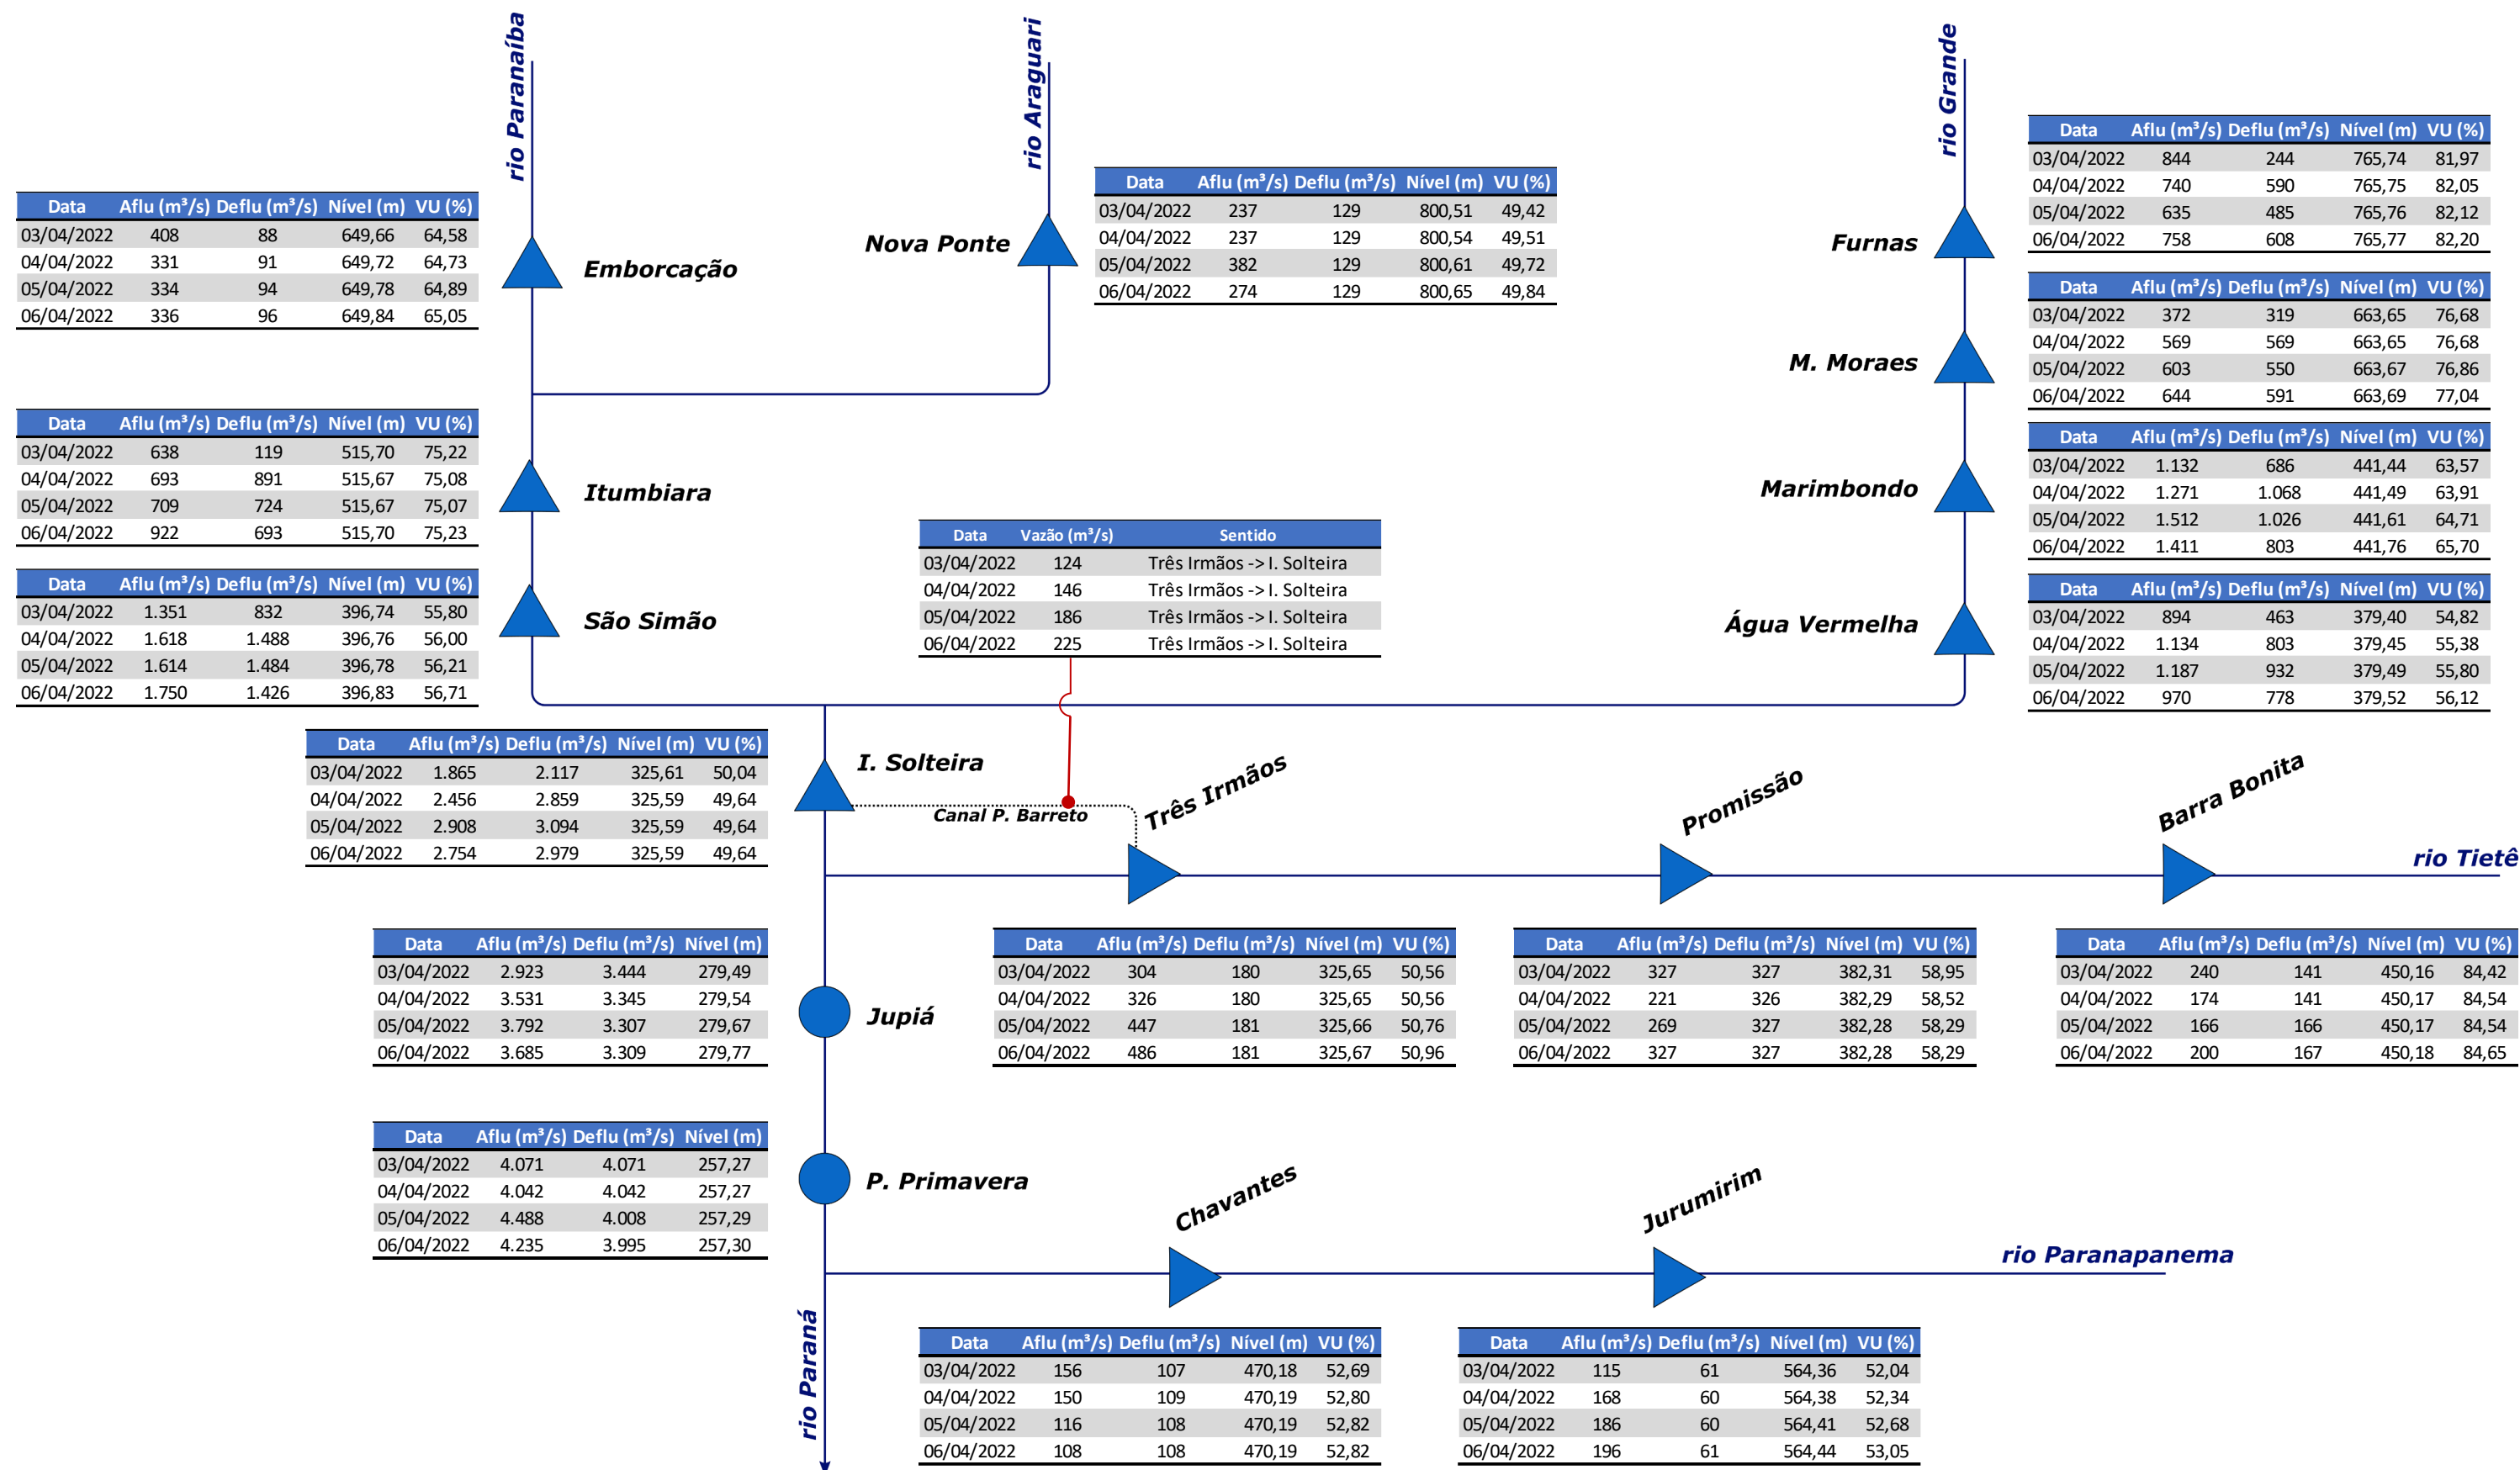 rio Paranaíba
rio Araguari
rio Grande
Data Aflu (m³/s) Deflu (m³/s) Nível (m) VU (%)
03/04/2022 408 88 649,66 64,58
04/04/2022 331 91 649,72 64,73
05/04/2022 334 94 649,78 64,89
06/04/2022 336 96 649,84 65,05
Emborcação
Nova Ponte
Data Aflu (m³/s) Deflu (m³/s) Nível (m) VU (%)
03/04/2022 237 129 800,51 49,42
04/04/2022 237 129 800,54 49,51
05/04/2022 382 129 800,61 49,72
06/04/2022 274 129 800,65 49,84
Furnas
Data Aflu (m³/s) Deflu (m³/s) Nível (m) VU (%)
03/04/2022 844 244 765,74 81,97
04/04/2022 740 590 765,75 82,05
05/04/2022 635 485 765,76 82,12
06/04/2022 758 608 765,77 82,20
M. Moraes
Data Aflu (m³/s) Deflu (m³/s) Nível (m) VU (%)
03/04/2022 372 319 663,65 76,68
04/04/2022 569 569 663,65 76,68
05/04/2022 603 550 663,67 76,86
06/04/2022 644 591 663,69 77,04
Data Aflu (m³/s) Deflu (m³/s) Nível (m) VU (%)
03/04/2022 638 119 515,70 75,22
04/04/2022 693 891 515,67 75,08
05/04/2022 709 724 515,67 75,07
06/04/2022 922 693 515,70 75,23
Itumbiara
Marimbondo
Data Aflu (m³/s) Deflu (m³/s) Nível (m) VU (%)
03/04/2022 1.132 686 441,44 63,57
04/04/2022 1.271 1.068 441,49 63,91
05/04/2022 1.512 1.026 441,61 64,71
06/04/2022 1.411 803 441,76 65,70
Data Aflu (m³/s) Deflu (m³/s) Nível (m) VU (%)
03/04/2022 1.351 832 396,74 55,80
04/04/2022 1.618 1.488 396,76 56,00
05/04/2022 1.614 1.484 396,78 56,21
06/04/2022 1.750 1.426 396,83 56,71
São Simão
Data Vazão (m³/s) Sentido
03/04/2022 124 Três Irmãos -> I. Solteira
04/04/2022 146 Três Irmãos -> I. Solteira
05/04/2022 186 Três Irmãos -> I. Solteira
06/04/2022 225 Três Irmãos -> I. Solteira
Água Vermelha
Data Aflu (m³/s) Deflu (m³/s) Nível (m) VU (%)
03/04/2022 894 463 379,40 54,82
04/04/2022 1.134 803 379,45 55,38
05/04/2022 1.187 932 379,49 55,80
06/04/2022 970 778 379,52 56,12
Data Aflu (m³/s) Deflu (m³/s) Nível (m) VU (%)
03/04/2022 1.865 2.117 325,61 50,04
04/04/2022 2.456 2.859 325,59 49,64
05/04/2022 2.908 3.094 325,59 49,64
06/04/2022 2.754 2.979 325,59 49,64
I. Solteira
Canal P. Barreto
Três Irmãos
Promissão
Barra Bonita
rio Tietê
Data Aflu (m³/s) Deflu (m³/s) Nível (m)
03/04/2022 2.923 3.444 279,49
04/04/2022 3.531 3.345 279,54
05/04/2022 3.792 3.307 279,67
06/04/2022 3.685 3.309 279,77
Jupiá
Data Aflu (m³/s) Deflu (m³/s) Nível (m) VU (%)
03/04/2022 304 180 325,65 50,56
04/04/2022 326 180 325,65 50,56
05/04/2022 447 181 325,66 50,76
06/04/2022 486 181 325,67 50,96
Data Aflu (m³/s) Deflu (m³/s) Nível (m) VU (%)
03/04/2022 327 327 382,31 58,95
04/04/2022 221 326 382,29 58,52
05/04/2022 269 327 382,28 58,29
06/04/2022 327 327 382,28 58,29
Data Aflu (m³/s) Deflu (m³/s) Nível (m) VU (%)
03/04/2022 240 141 450,16 84,42
04/04/2022 174 141 450,17 84,54
05/04/2022 166 166 450,17 84,54
06/04/2022 200 167 450,18 84,65
Data Aflu (m³/s) Deflu (m³/s) Nível (m)
03/04/2022 4.071 4.071 257,27
04/04/2022 4.042 4.042 257,27
05/04/2022 4.488 4.008 257,29
06/04/2022 4.235 3.995 257,30
P. Primavera
Chavantes
Jurumirim
rio Paranapanema
rio Paraná
Data Aflu (m³/s) Deflu (m³/s) Nível (m) VU (%)
03/04/2022 156 107 470,18 52,69
04/04/2022 150 109 470,19 52,80
05/04/2022 116 108 470,19 52,82
06/04/2022 108 108 470,19 52,82
Data Aflu (m³/s) Deflu (m³/s) Nível (m) VU (%)
03/04/2022 115 61 564,36 52,04
04/04/2022 168 60 564,38 52,34
05/04/2022 186 60 564,41 52,68
06/04/2022 196 61 564,44 53,05